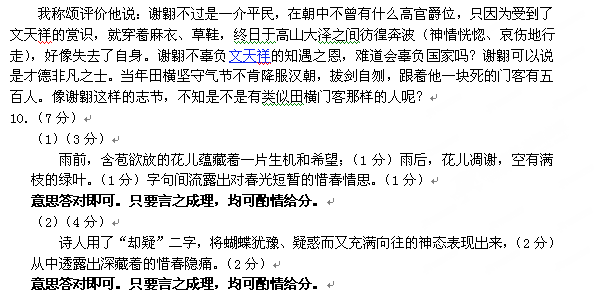 我称颂评价他说：谢翱不过是一介平民，在朝中不曾有什么高官爵位，只因为受到了
文天祥的赏识，就穿着麻衣、草鞋，终日于高山大泽之间彷徨奔波（神情恍惚、哀伤地行
走），好像失去了自身。谢翱不辜负文天祥的知遇之恩，难道会辜负国家吗？谢翱可以说
是才德非凡之士。当年田横坚守气节不肯降服汉朝，拔剑自刎，跟着他一块死的门客有五
百人。像谢翱这样的志节，不知是不是有类似田横门客那样的人呢？
10.（7 分）
（1）（3 分）
雨前，含苞欲放的花儿蕴藏着一片生机和希望；（1 分）雨后，花儿凋谢，空有满
枝的绿叶。（1 分）字句间流露出对春光短暂的惜春情思。（1 分）
意思答对即可。只要言之成理，均可酌情给分。
（2）（4 分）
诗人用了“却疑”二字，将蝴蝶犹豫、疑惑而又充满向往的神态表现出来，（2 分）
从中透露出深藏着的惜春隐痛。（2 分）
意思答对即可。只要言之成理，均可酌情给分。